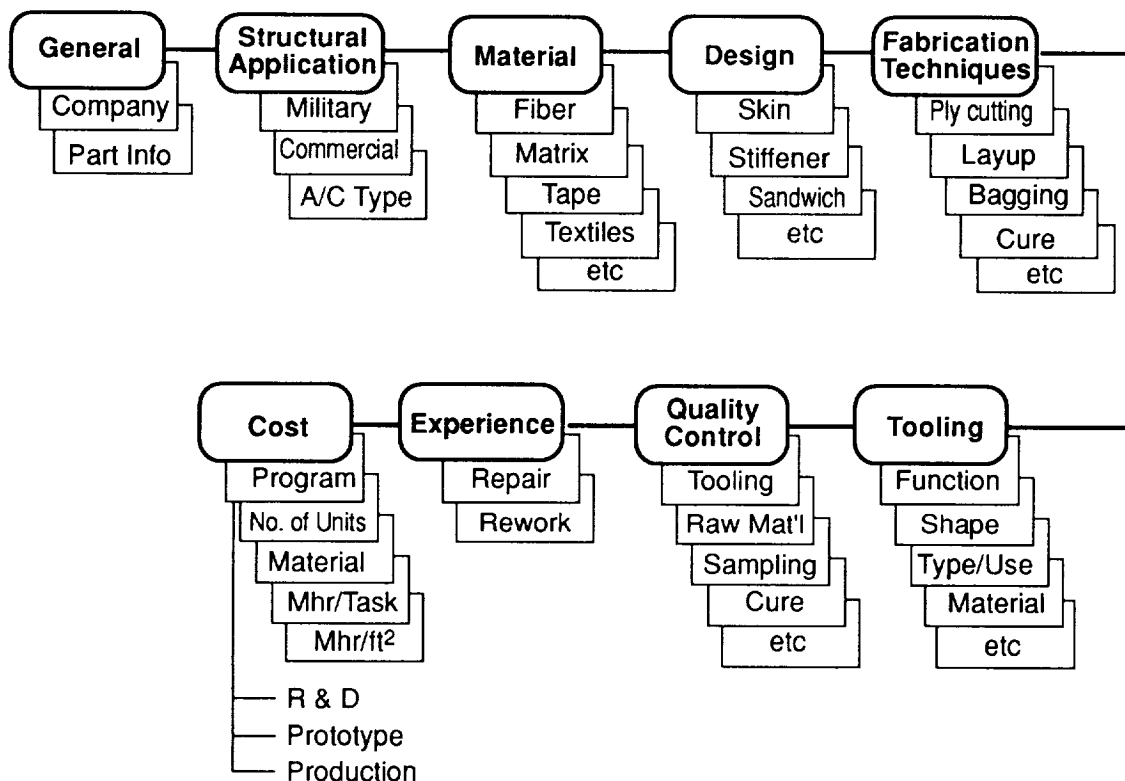 General
Company
Part Info
Structural
Application
Military
Commercial
A/C Type
Material
Fiber
Matrix
Tape
Textiles
etc
Design
Skin
Stiffener
Sandwich
etc
Fabrication
Techniques
Ply cutting
Layup
Bagging
Cure
etc
Cost
Program
No. of Units
Material
Mhr/Task
Mhr/ft²
R & D
Prototype
Production
Experience
Repair
Rework
Quality
Control
Tooling
Raw Mat'l
Sampling
Cure
etc
Tooling
Function
Shape
Type/Use
Material
etc